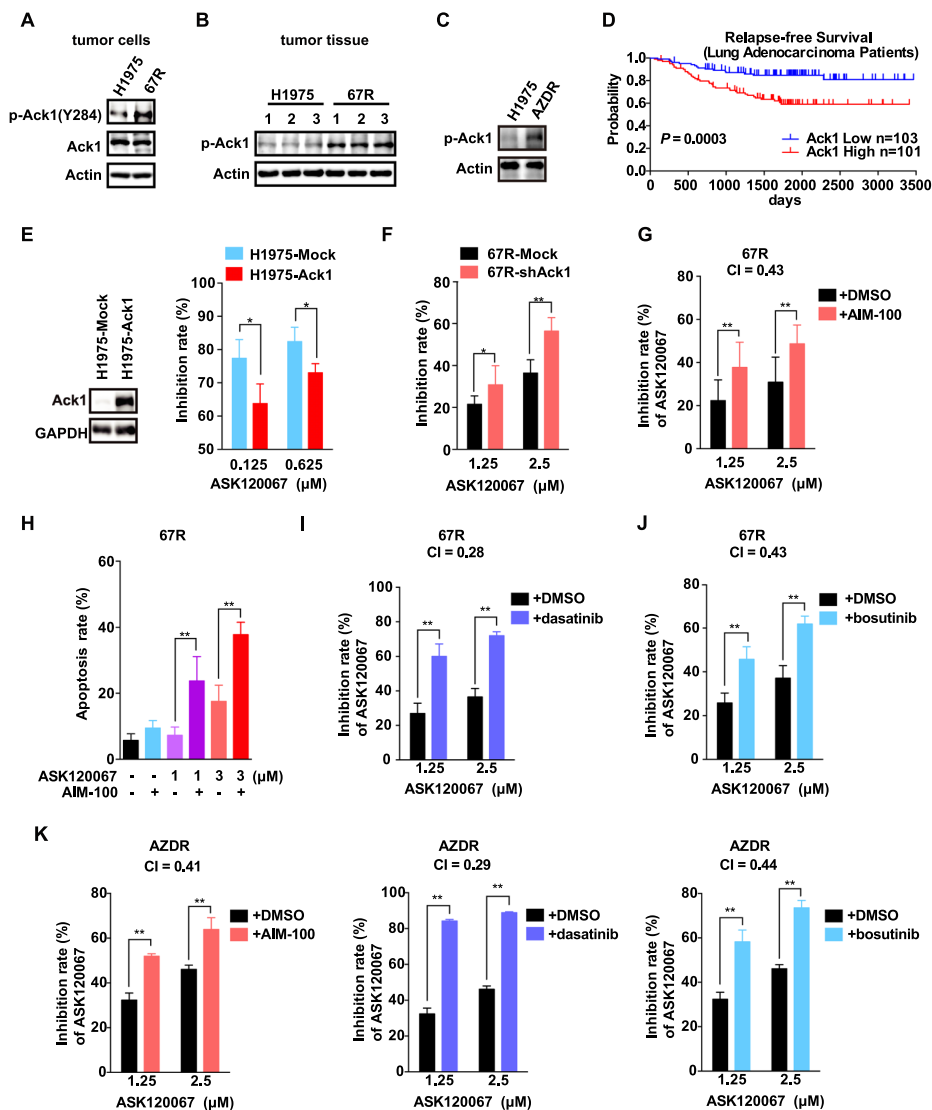 A
tumor cells
H1975
67R
p-Ack1(Y284)
Ack1
Actin
B
tumor tissue
H1975 67R
1 2 3 1 2 3
p-Ack1
Actin
C
H1975
AZDR
p-Ack1
Actin
D
Relapse-free Survival
(Lung Adenocarcinoma Patients)
Probability
1.0
0.8
0.6
0.4
0.2
0.0
P = 0.0003
Ack1 Low n=103
Ack1 High n=101
0 500 1000 1500 2000 2500 3000 3500
days
E
H1975-Mock
H1975-Ack1
Ack1
GAPDH
H1975-Mock
H1975-Ack1
Inhibition rate (%)
100
90
80
70
60
50
* *
0.125 0.625
ASK120067 (μM)
F
67R-Mock
67R-shAck1
Inhibition rate (%)
80
60
40
20
0
* **
1.25 2.5
ASK120067 (μM)
G
67R
CI = 0.43
+DMSO
+AIM-100
Inhibition rate (%)
of ASK120067
80
60
40
20
0
** **
1.25 2.5
ASK120067 (μM)
H
67R
Apoptosis rate (%)
60
40
20
0
** **
ASK120067 - - 1 1 3 3 (μM)
AIM-100 - + - + - +
I
67R
CI = 0.28
+DMSO
+dasatinib
Inhibition rate (%)
of ASK120067
100
80
60
40
20
0
** **
1.25 2.5
ASK120067 (μM)
J
67R
CI = 0.43
+DMSO
+bosutinib
Inhibition rate (%)
of ASK120067
80
60
40
20
0
** **
1.25 2.5
ASK120067 (μM)
K
AZDR
CI = 0.41
+DMSO
+AIM-100
Inhibition rate (%)
of ASK120067
80
60
40
20
0
** **
1.25 2.5
ASK120067 (μM)
AZDR
CI = 0.29
+DMSO
+dasatinib
Inhibition rate (%)
of ASK120067
100
80
60
40
20
0
** **
1.25 2.5
ASK120067 (μM)
AZDR
CI = 0.44
+DMSO
+bosutinib
Inhibition rate (%)
of ASK120067
80
60
40
20
0
** **
1.25 2.5
ASK120067 (μM)